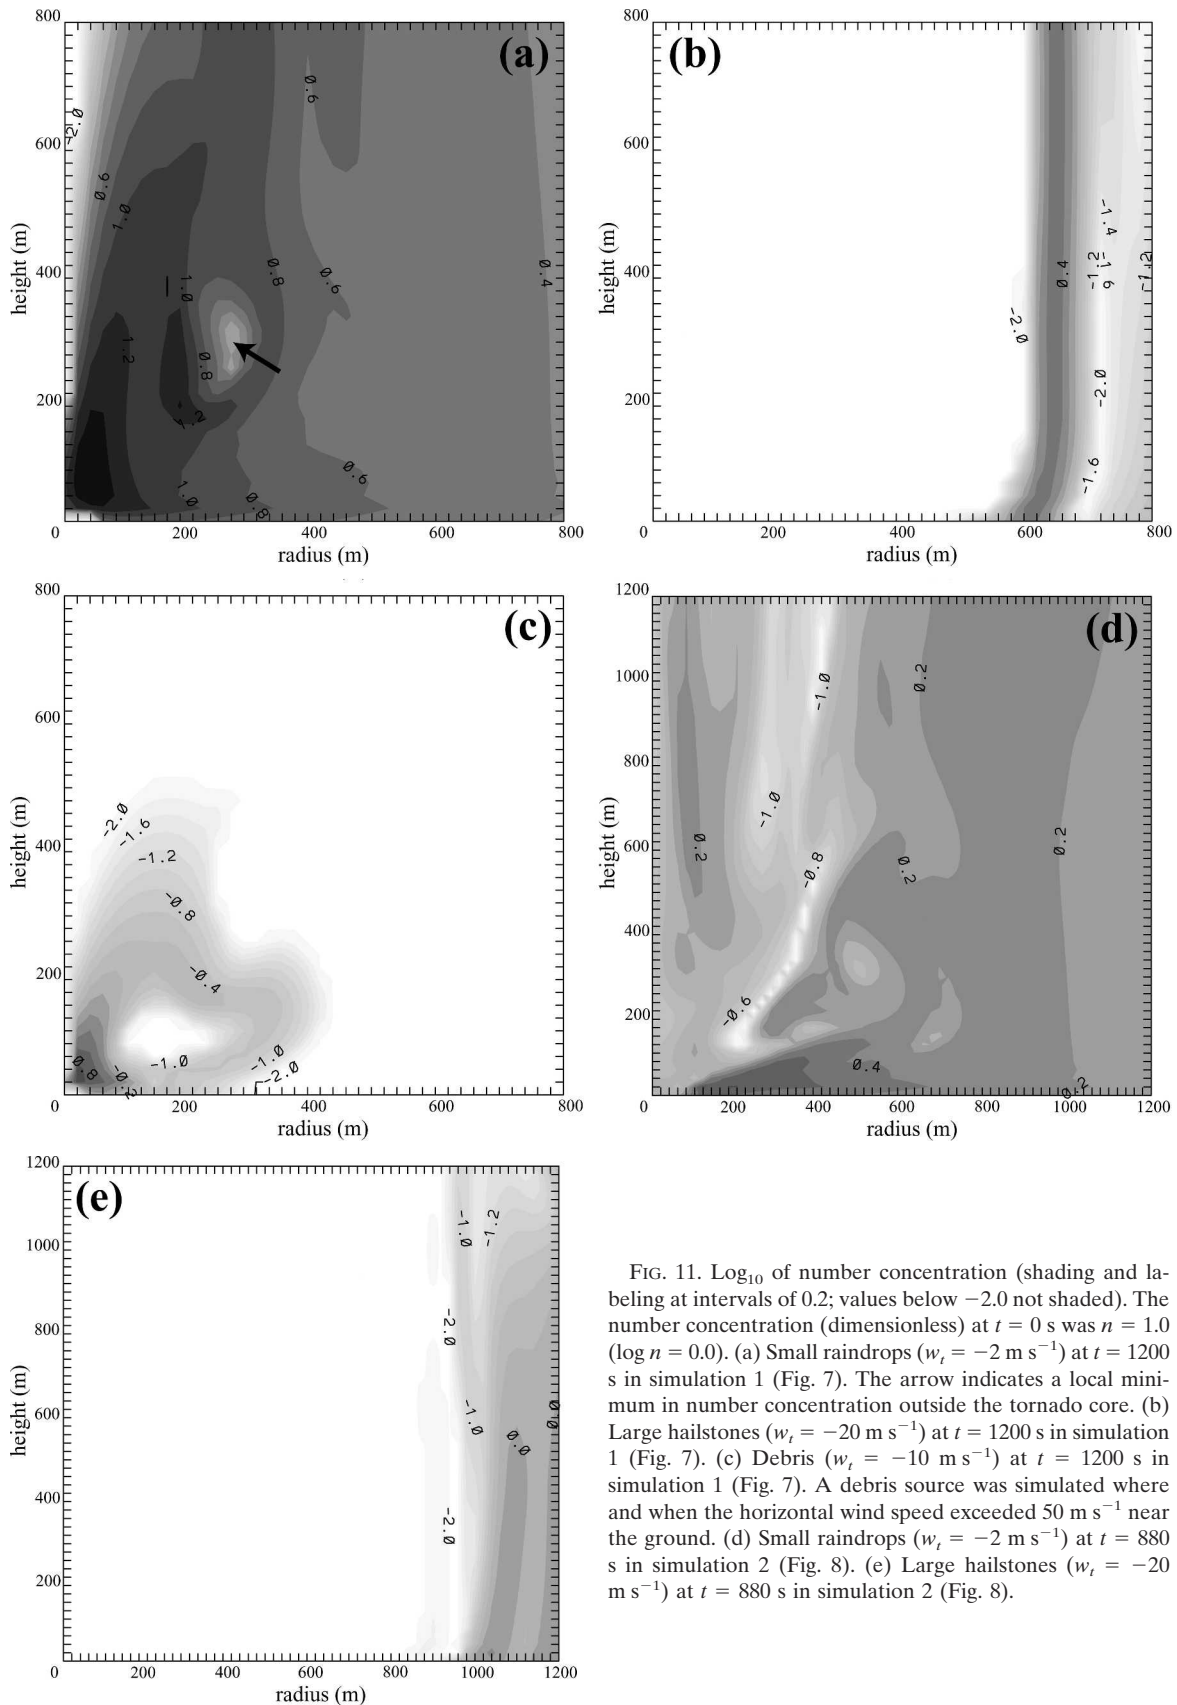 (a)
800
600
400
200
0
height (m)
-2.0
0.6
1.0
0.6
1.0
0.8
0.6
0.4
1.2
0.8
1.2
1.0
0.8
0.6
200 400 600 800
radius (m)
(b)
800
600
400
200
0
height (m)
-1.4
-1.2
-1.6
-1.2
0.4
-2.0
-2.0
-1.6
200 400 600 800
radius (m)
(c)
800
600
400
200
0
height (m)
-2.0
-1.6
-1.2
-0.8
-0.4
-1.0
0.8
-0.2
-1.0
-2.0
200 400 600 800
radius (m)
(d)
1200
1000
800
600
400
200
0
height (m)
-1.0
0.2
-1.0
0.2
-0.8
0.2
0.2
-0.6
0.4
0.2
200 400 600 800 1000 1200
radius (m)
(e)
1200
1000
800
600
400
200
0
height (m)
-1.0
-1.2
-2.0
-1.0
0.0
0.0
-2.0
200 400 600 800 1000 1200
radius (m)
FIG. 11. Log10 of number concentration (shading and la-
beling at intervals of 0.2; values below −2.0 not shaded). The
number concentration (dimensionless) at t = 0 s was n = 1.0
(log n = 0.0). (a) Small raindrops (wt = −2 m s−1) at t = 1200
s in simulation 1 (Fig. 7). The arrow indicates a local mini-
mum in number concentration outside the tornado core. (b)
Large hailstones (wt = −20 m s−1) at t = 1200 s in simulation
1 (Fig. 7). (c) Debris (wt = −10 m s−1) at t = 1200 s in
simulation 1 (Fig. 7). A debris source was simulated where
and when the horizontal wind speed exceeded 50 m s−1 near
the ground. (d) Small raindrops (wt = −2 m s−1) at t = 880
s in simulation 2 (Fig. 8). (e) Large hailstones (wt = −20
m s−1) at t = 880 s in simulation 2 (Fig. 8).